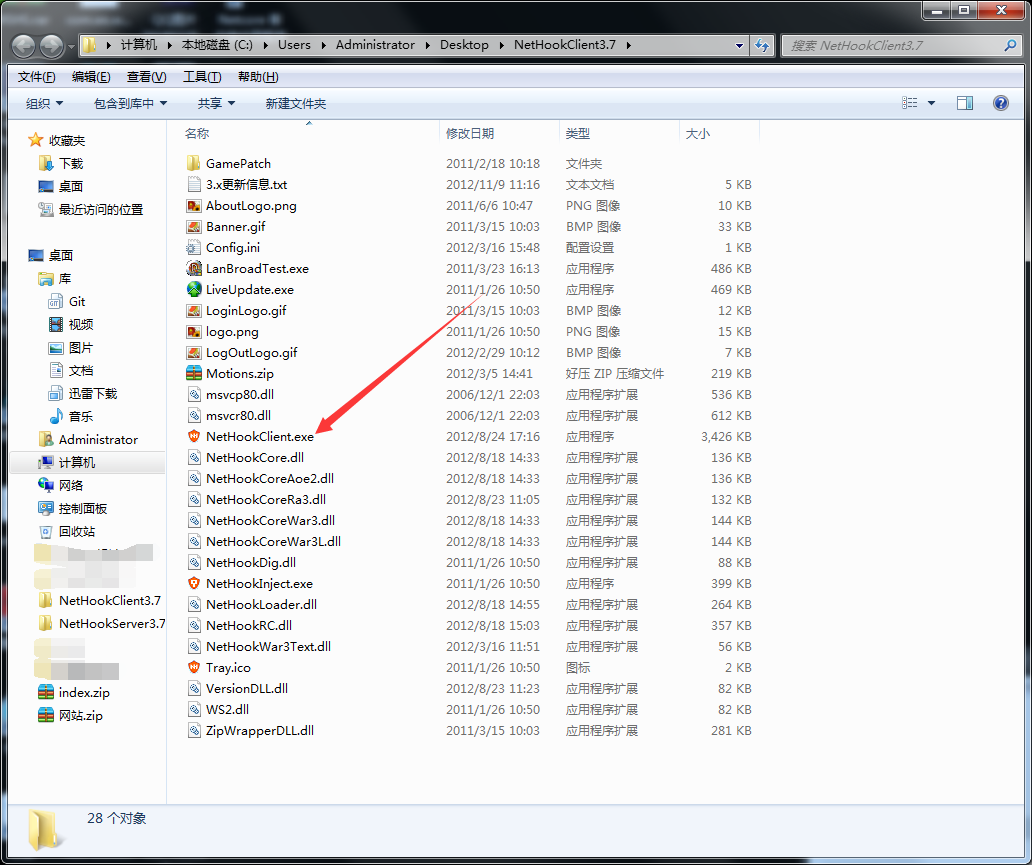 计算机 本地磁盘 (C:) Users Administrator Desktop NetHookClient3.7 搜索 NetHookClient3.7
文件(F) 编辑(E) 查看(V) 工具(T) 帮助(H)
组织 包含到库中 共享 新建文件夹
收藏夹
下载
桌面
最近访问的位置
桌面
库
Git
视频
图片
文档
迅雷下载
音乐
Administrator
计算机
网络
控制面板
回收站
NetHookClient3.7
NetHookServer3.7
index.zip
网站.zip
名称 修改日期 类型 大小
GamePatch 2011/2/18 10:18 文件夹
3.x更新信息.txt 2012/11/9 11:16 文本文档 5 KB
AboutLogo.png 2011/6/6 10:47 PNG 图像 10 KB
Banner.gif 2011/3/15 10:03 BMP 图像 33 KB
Config.ini 2012/3/16 15:48 配置设置 1 KB
LanBroadTest.exe 2011/3/23 16:13 应用程序 486 KB
LiveUpdate.exe 2011/1/26 10:50 应用程序 469 KB
LoginLogo.gif 2011/3/15 10:03 BMP 图像 12 KB
logo.png 2011/1/26 10:50 PNG 图像 15 KB
LogOutLogo.gif 2012/2/29 10:12 BMP 图像 7 KB
Motions.zip 2012/3/5 14:41 好压 ZIP 压缩文件 219 KB
msvcp80.dll 2006/12/1 22:03 应用程序扩展 536 KB
msvcr80.dll 2006/12/1 22:03 应用程序扩展 612 KB
NetHookClient.exe 2012/8/24 17:16 应用程序 3,426 KB
NetHookCore.dll 2012/8/18 14:33 应用程序扩展 136 KB
NetHookCoreAoe2.dll 2012/8/18 14:33 应用程序扩展 136 KB
NetHookCoreRa3.dll 2012/8/23 11:05 应用程序扩展 132 KB
NetHookCoreWar3.dll 2012/8/18 14:33 应用程序扩展 144 KB
NetHookCoreWar3L.dll 2012/8/18 14:33 应用程序扩展 144 KB
NetHookDig.dll 2011/1/26 10:50 应用程序扩展 88 KB
NetHookInject.exe 2011/1/26 10:50 应用程序 399 KB
NetHookLoader.dll 2012/8/18 14:55 应用程序扩展 264 KB
NetHookRC.dll 2012/8/18 15:03 应用程序扩展 357 KB
NetHookWar3Text.dll 2012/3/16 11:51 应用程序扩展 56 KB
Tray.ico 2011/1/26 10:50 图标 2 KB
VersionDLL.dll 2012/8/23 11:23 应用程序扩展 82 KB
WS2.dll 2011/1/26 10:50 应用程序扩展 82 KB
ZipWrapperDLL.dll 2011/3/15 10:03 应用程序扩展 281 KB
28 个对象